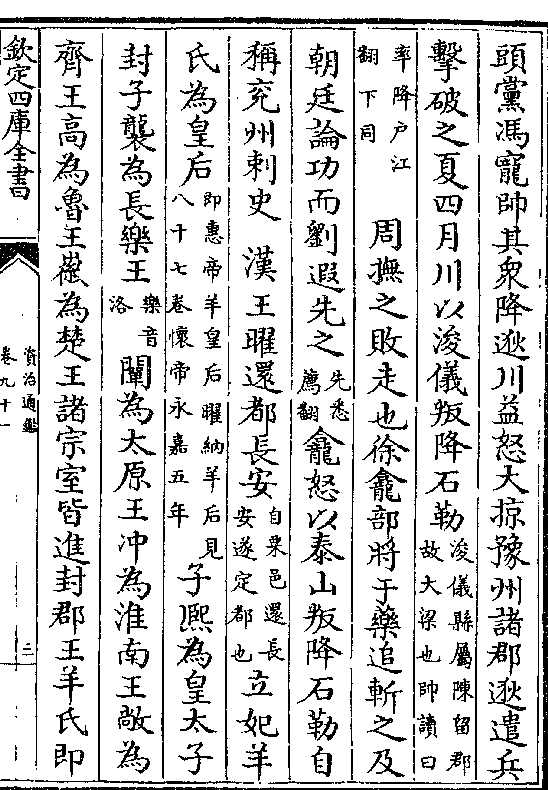 頭黨馮寵帥其衆降逖川益怒大掠豫州諸郡逖遣兵
擊破之夏四月川以浚儀叛降石勒浚儀縣屬陳留郡故大梁也帥讀曰
率降户江翻下同　周撫之敗走也徐龕部將于藥追斬之及
朝廷論功而劉遐先之先悉薦翻龕怒以泰山叛降石勒自
稱兖州刺史　漢王曜還都長安自粟邑還長安遂定都也立妃羊
氏為皇后即惠帝羊皇后曜納羊后見八十七卷懷帝永嘉五年子熙為皇太子
封子襲為長樂王樂音洛闡為太原王冲為淮南王敞為
齊王高為魯王徽為楚王諸宗室皆進封郡王羊氏即
欽定四庫全書
資治通鑑
卷九十一
三